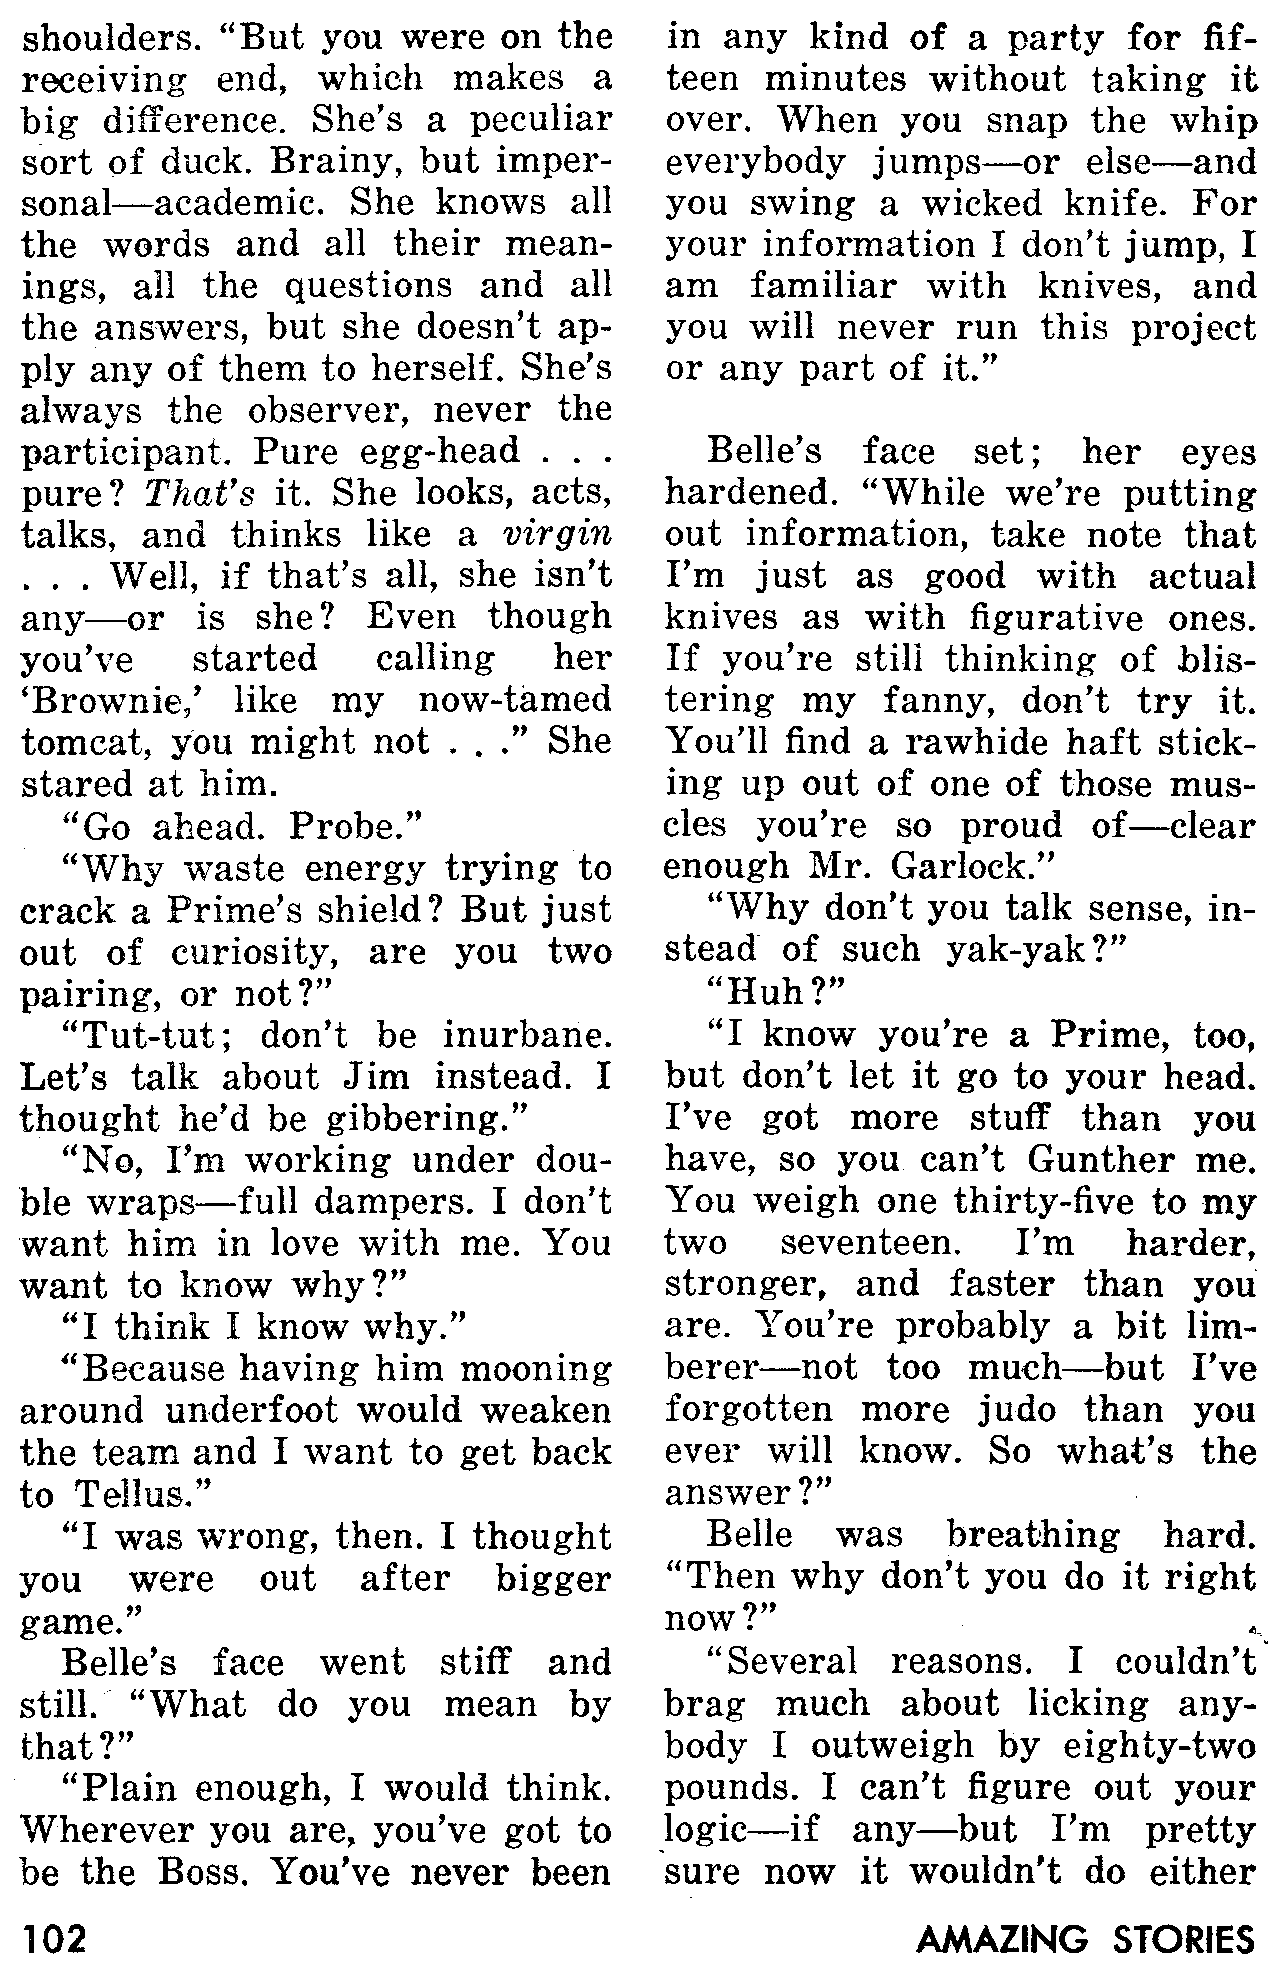 shoulders. “But you were on the
receiving end, which makes a
big difference. She’s a peculiar
sort of duck. Brainy, but imper-
sonal—academic. She knows all
the words and all their mean-
ings, all the questions and all
the answers, but she doesn’t ap-
ply any of them to herself. She’s
always the observer, never the
participant. Pure egg-head . . .
pure? That’s it. She looks, acts,
talks, and thinks like a virgin
. . . Well, if that’s all, she isn’t
any—or is she? Even though
you’ve started calling her
‘Brownie,’ like my now-tamed
tomcat, you might not . . .” She
stared at him.
“Go ahead. Probe.”
“Why waste energy trying to
crack a Prime’s shield? But just
out of curiosity, are you two
pairing, or not?”
“Tut-tut; don’t be inurbane.
Let’s talk about Jim instead. I
thought he’d be gibbering.”
“No, I’m working under dou-
ble wraps—full dampers. I don’t
want him in love with me. You
want to know why?”
“I think I know why.”
“Because having him mooning
around underfoot would weaken
the team and I want to get back
to Tellus.”
“I was wrong, then. I thought
you were out after bigger
game.”
Belle’s face went stiff and
still. “What do you mean by
that?”
“Plain enough, I would think.
Wherever you are, you’ve got to
be the Boss. You’ve never been
in any kind of a party for fif-
teen minutes without taking it
over. When you snap the whip
everybody jumps—or else—and
you swing a wicked knife. For
your information I don’t jump, I
am familiar with knives, and
you will never run this project
or any part of it.”
Belle’s face set; her eyes
hardened. “While we’re putting
out information, take note that
I’m just as good with actual
knives as with figurative ones.
If you’re still thinking of blis-
tering my fanny, don’t try it.
You’ll find a rawhide haft stick-
ing up out of one of those mus-
cles you’re so proud of—clear
enough Mr. Garlock.”
“Why don’t you talk sense, in-
stead of such yak-yak?”
“Huh?”
“I know you’re a Prime, too,
but don’t let it go to your head.
I’ve got more stuff than you
have, so you can’t Gunther me.
You weigh one thirty-five to my
two seventeen. I’m harder,
stronger, and faster than you
are. You’re probably a bit lim-
berer—not too much—but I’ve
forgotten more judo than you
ever will know. So what’s the
answer?”
Belle was breathing hard.
“Then why don’t you do it right
now?”
“Several reasons. I couldn’t
brag much about licking any-
body I outweigh by eighty-two
pounds. I can’t figure out your
logic—if any—but I’m pretty
sure now it wouldn’t do either
102 AMAZING STORIES